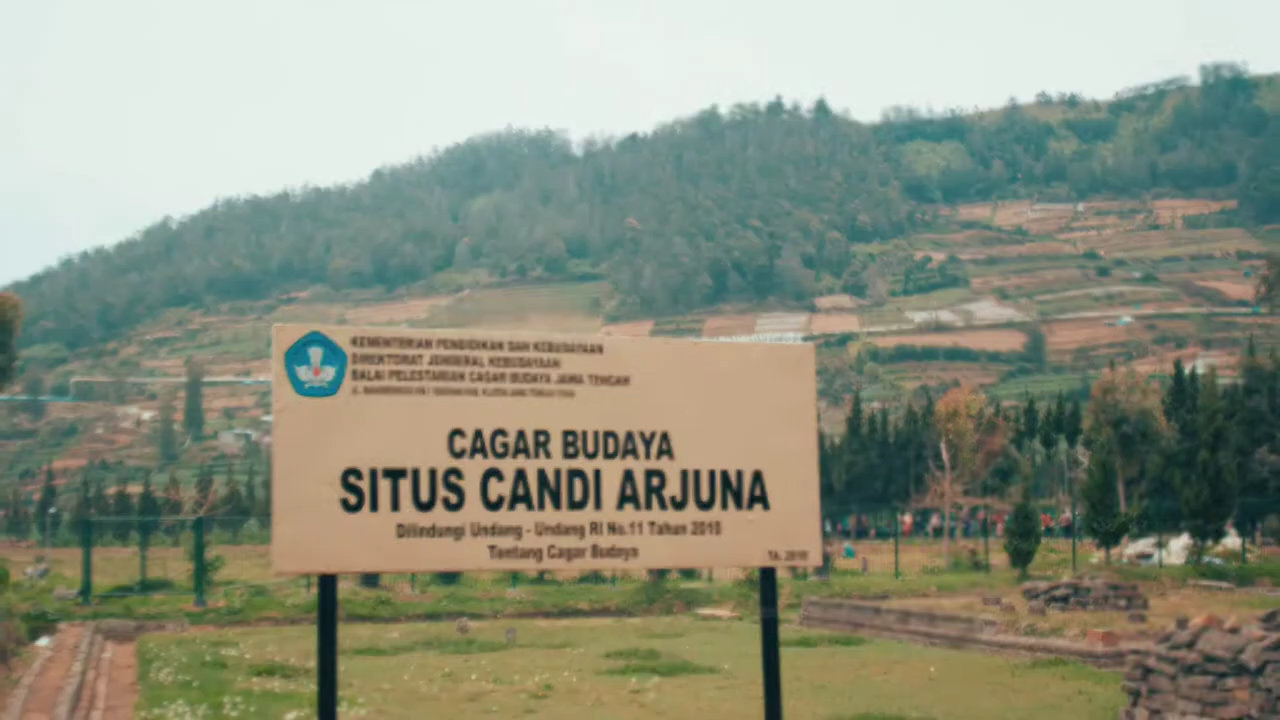 KEMENTERIAN PENDIDIKAN DAN KEBUDAYAAN
DIREKTORAT JENDERAL KEBUDAYAAN
BALAI PELESTARIAN CAGAR BUDAYA JAWA TENGAH
CAGAR BUDAYA
SITUS CANDI ARJUNA
Dilindungi Undang - Undang RI No.11 Tahun 2010
Tentang Cagar Budaya